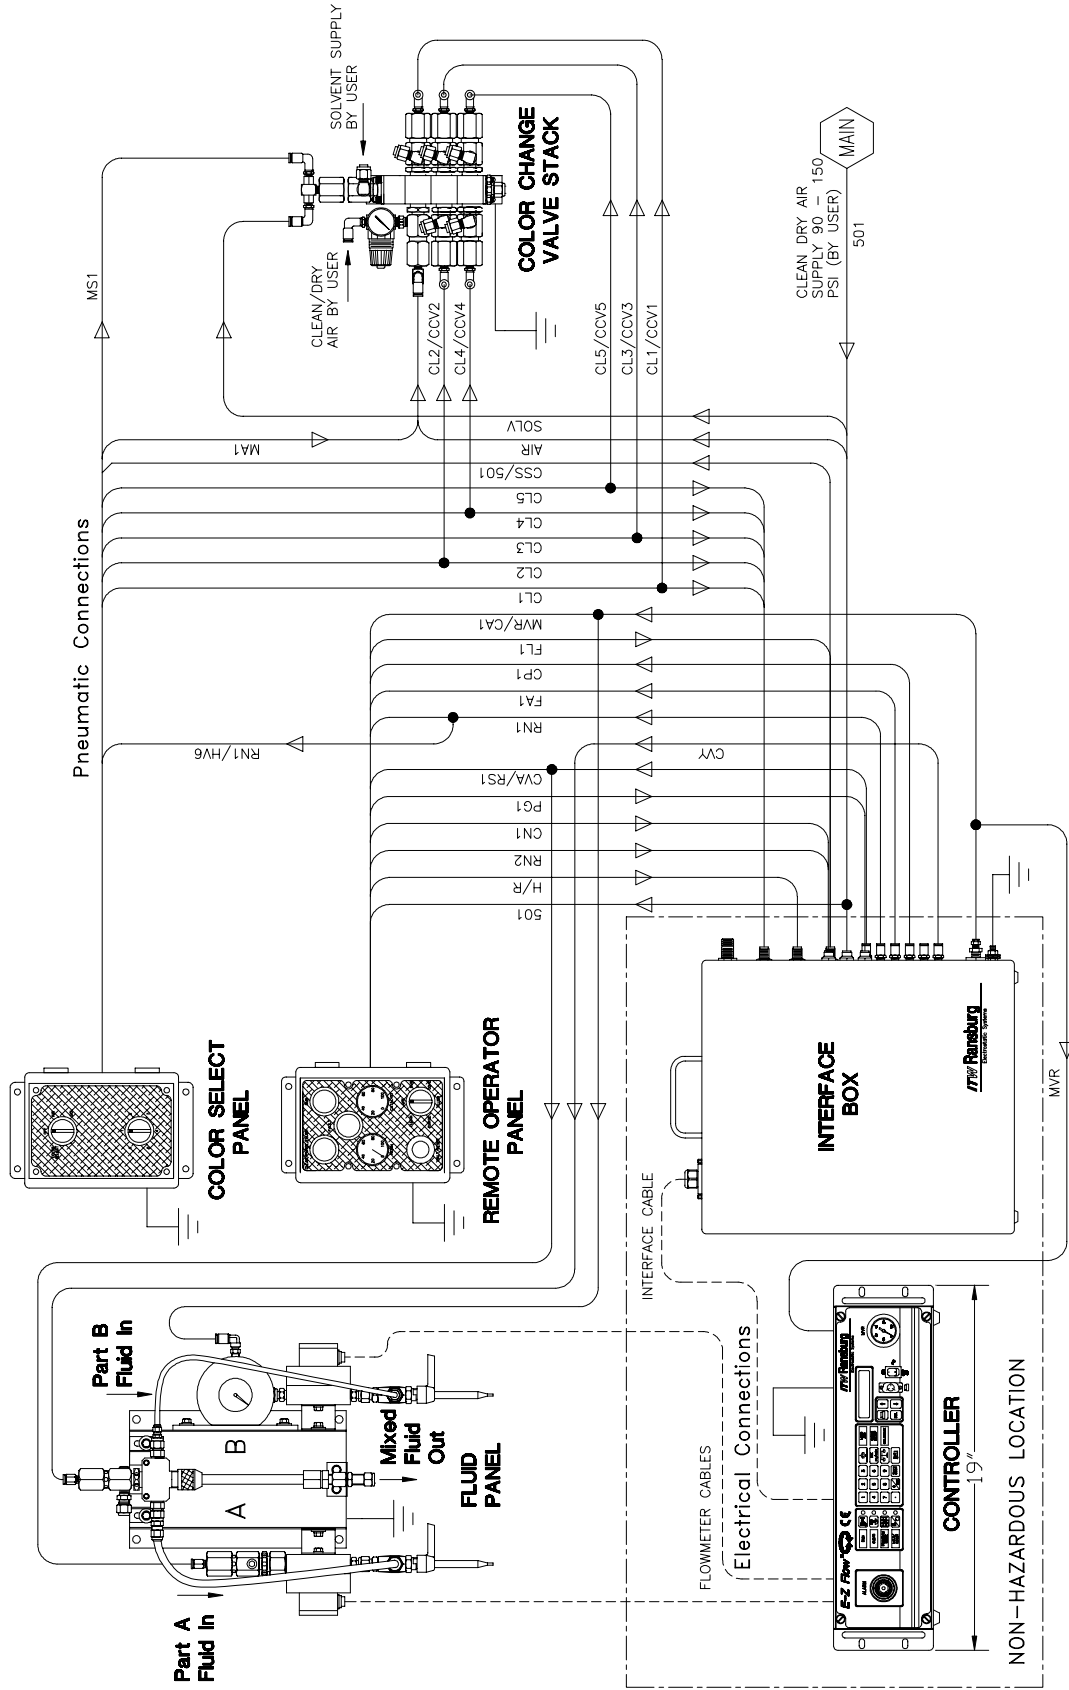 Pneumatic Connections
MS1
SOLVENT SUPPLY
BY USER
CLEAN/DRY
AIR BY USER
COLOR CHANGE
VALVE STACK
CL2/CCV2
CL4/CCV4
CL5/CCV5
CL3/CCV3
CL1/CCV1
CLEAN DRY AIR
SUPPLY 90 - 150
PSI (BY USER)
MAIN
501
MA1
SOLV
AIR
CSS/501
CL5
CL4
CL3
CL2
CL1
MVR/CA1
FL1
CP1
FA1
RN1
RN1/HV6
CVY
CVA/RS1
PG1
CN1
RN2
H/R
501
COLOR SELECT
PANEL
REMOTE OPERATOR
PANEL
INTERFACE
BOX
ITW Ransburg
Electrostatic Systems
MVR
INTERFACE CABLE
Part B
Fluid In
B
A
Mixed
Fluid
Out
FLUID
PANEL
Part A
Fluid In
FLOWMETER CABLES
Electrical Connections
ITW Ransburg
MVR
E-Z Flow
CE
ALARM
CONTROLLER
19"
NON-HAZARDOUS LOCATION